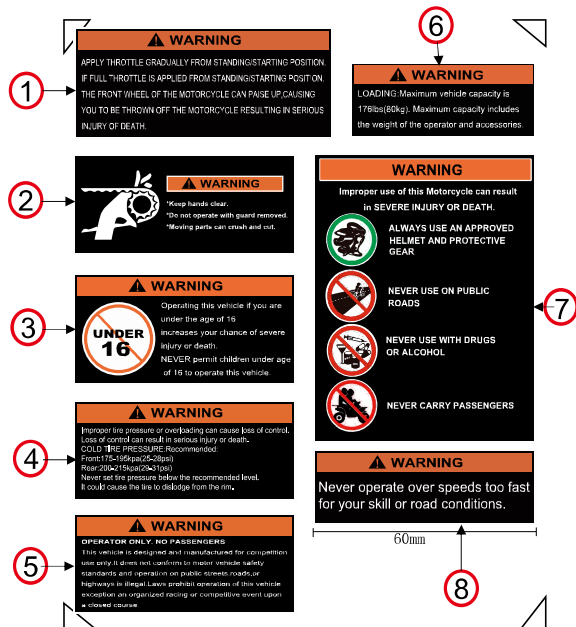 1
WARNING
APPLY THROTTLE GRADUALLY FROM STANDING/STARTING POSITION.
IF FULL THROTTLE IS APPLIED FROM STANDING/STARTING POSITION.
THE FRONT WHEEL OF THE MOTORCYCLE CAN PAISE UP,CAUSING
YOU TO BE THROWN OFF THE MOTORCYCLE RESULTING IN SERIOUS
INJURY OF DEATH.
2
WARNING
*Keep hands clear.
*Do not operate with guard removed.
*Moving parts can crush and cut.
3
WARNING
UNDER
16
Operating this vehicle if you are
under the age of 16
increases your chance of severe
injury or death.
NEVER permit children under age
of 16 to operate this vehicle.
4
WARNING
Improper tire pressure or overloading can cause loss of control.
Loss of control can result in serious injury or death.
COLD TIRE PRESSURE:Recommended:
Front:175-195kpa(25-28psi)
Rear:200-215kpa(29-31psi)
Never set tire pressure below the recommended level.
It could cause the tire to dislodge from the rim.
5
WARNING
OPERATOR ONLY. NO PASSENGERS
This vehicle is designed and manufactured for competition
use only.It does not conform to motor vehicle safety
standards and operation on public streets,roads,or
highways is illegal.Laws prohibit operation of this vehicle
exception an organized racing or competitive event upon
a closed course
6
WARNING
LOADING:Maximum vehicle capacity is
176lbs(80kg). Maximum capacity includes
the weight of the operator and accessories.
7
WARNING
Improper use of this Motorcycle can result
in SEVERE INJURY OR DEATH.
ALWAYS USE AN APPROVED
HELMET AND PROTECTIVE
GEAR
NEVER USE ON PUBLIC
ROADS
NEVER USE WITH DRUGS
OR ALCOHOL
NEVER CARRY PASSENGERS
WARNING
Never operate over speeds too fast
for your skill or road conditions.
60mm
8